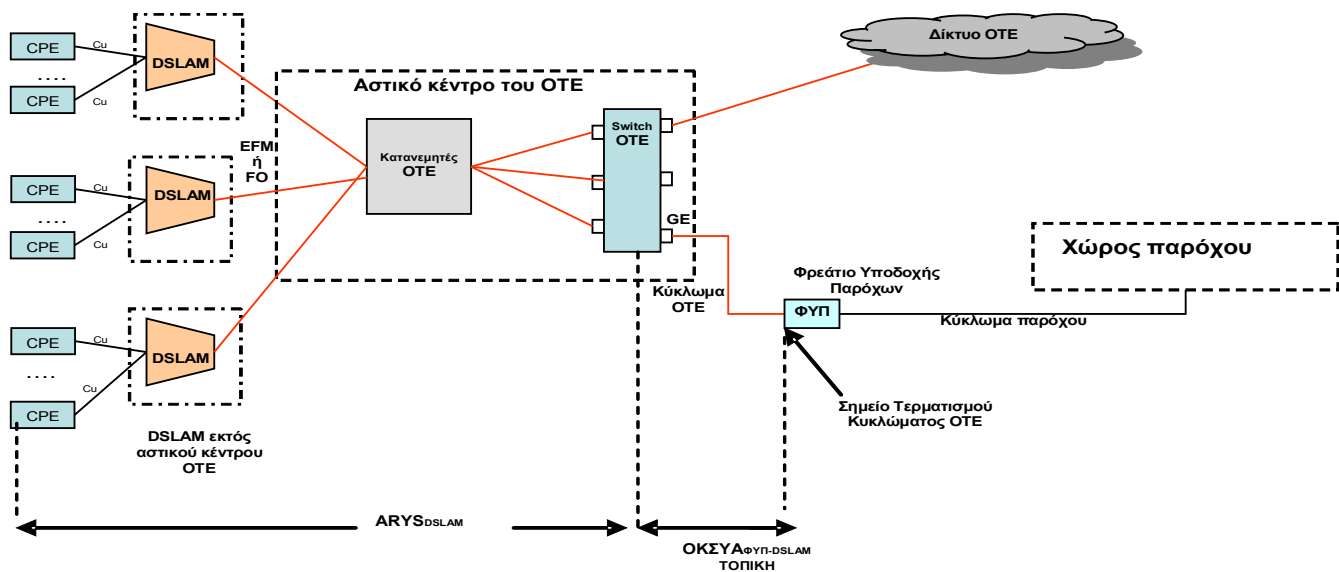 CPE
Cu
....
CPE
Cu
DSLAM
Δίκτυο ΟΤΕ
Αστικό κέντρο του ΟΤΕ
EFM
ή
FO
Κατανεμητές
ΟΤΕ
Switch
ΟΤΕ
GE
CPE
Cu
....
CPE
Cu
DSLAM
Χώρος παρόχου
Φρεάτιο Υποδοχής
Παρόχων
Κύκλωμα
ΟΤΕ
ΦΥΠ
Κύκλωμα παρόχου
CPE
Cu
....
Cu
CPE
DSLAM
Σημείο Τερματισμού
Κυκλώματος ΟΤΕ
DSLAM εκτός
αστικού κέντρου
ΟΤΕ
ARYSDSLAM
ΟΚΣΥΑΦΥΠ-DSLAM
ΤΟΠΙΚΗ